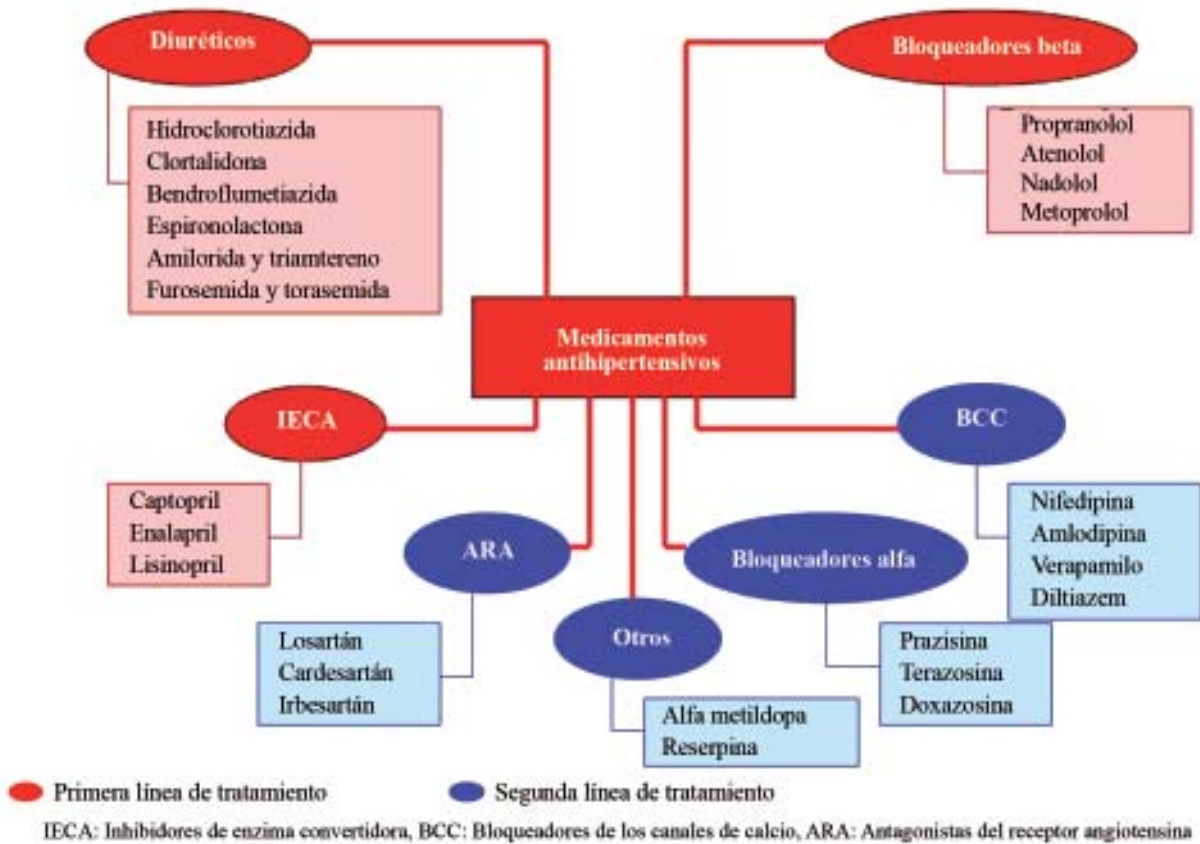 Diuréticos
Hidroclorotiazida
Clortalidona
Bendroflumetiazida
Espironolactona
Amilorida y triamtereno
Furosemida y torasemida
Bloqueadores beta
Propranolol
Atenolol
Nadolol
Metoprolol
Medicamentos
antihipertensivos
IECA
Captopril
Enalapril
Lisinopril
ARA
Losartán
Cardesartán
Irbesartán
Otros
Alfa metildopa
Reserpina
Bloqueadores alfa
Prazisina
Terazosina
Doxazosina
BCC
Nifedipina
Amlodipina
Verapamilo
Diltiazem
Primera línea de tratamiento
Segunda línea de tratamiento
IECA: Inhibidores de enzima convertidora, BCC: Bloqueadores de los canales de calcio, ARA: Antagonistas del receptor angiotensina